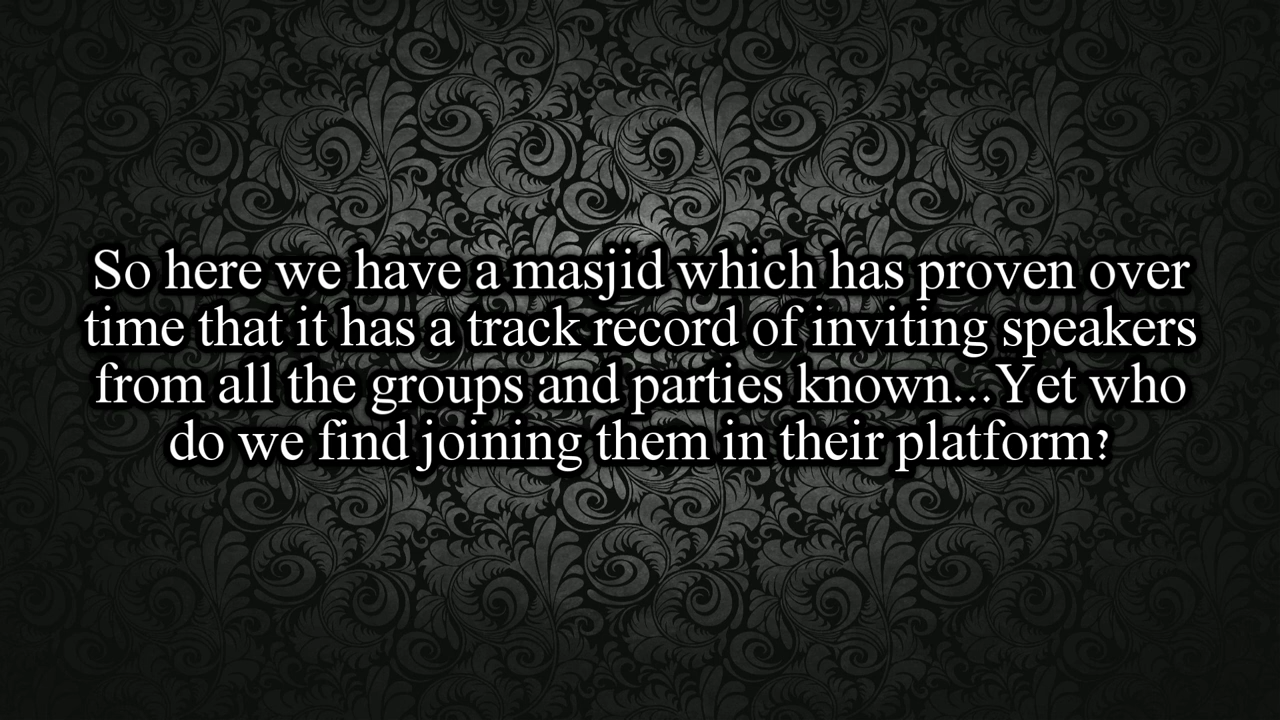 So here we have a masjid which has proven over
time that it has a track record of inviting speakers
from all the groups and parties known...Yet who
do we find joining them in their platform?